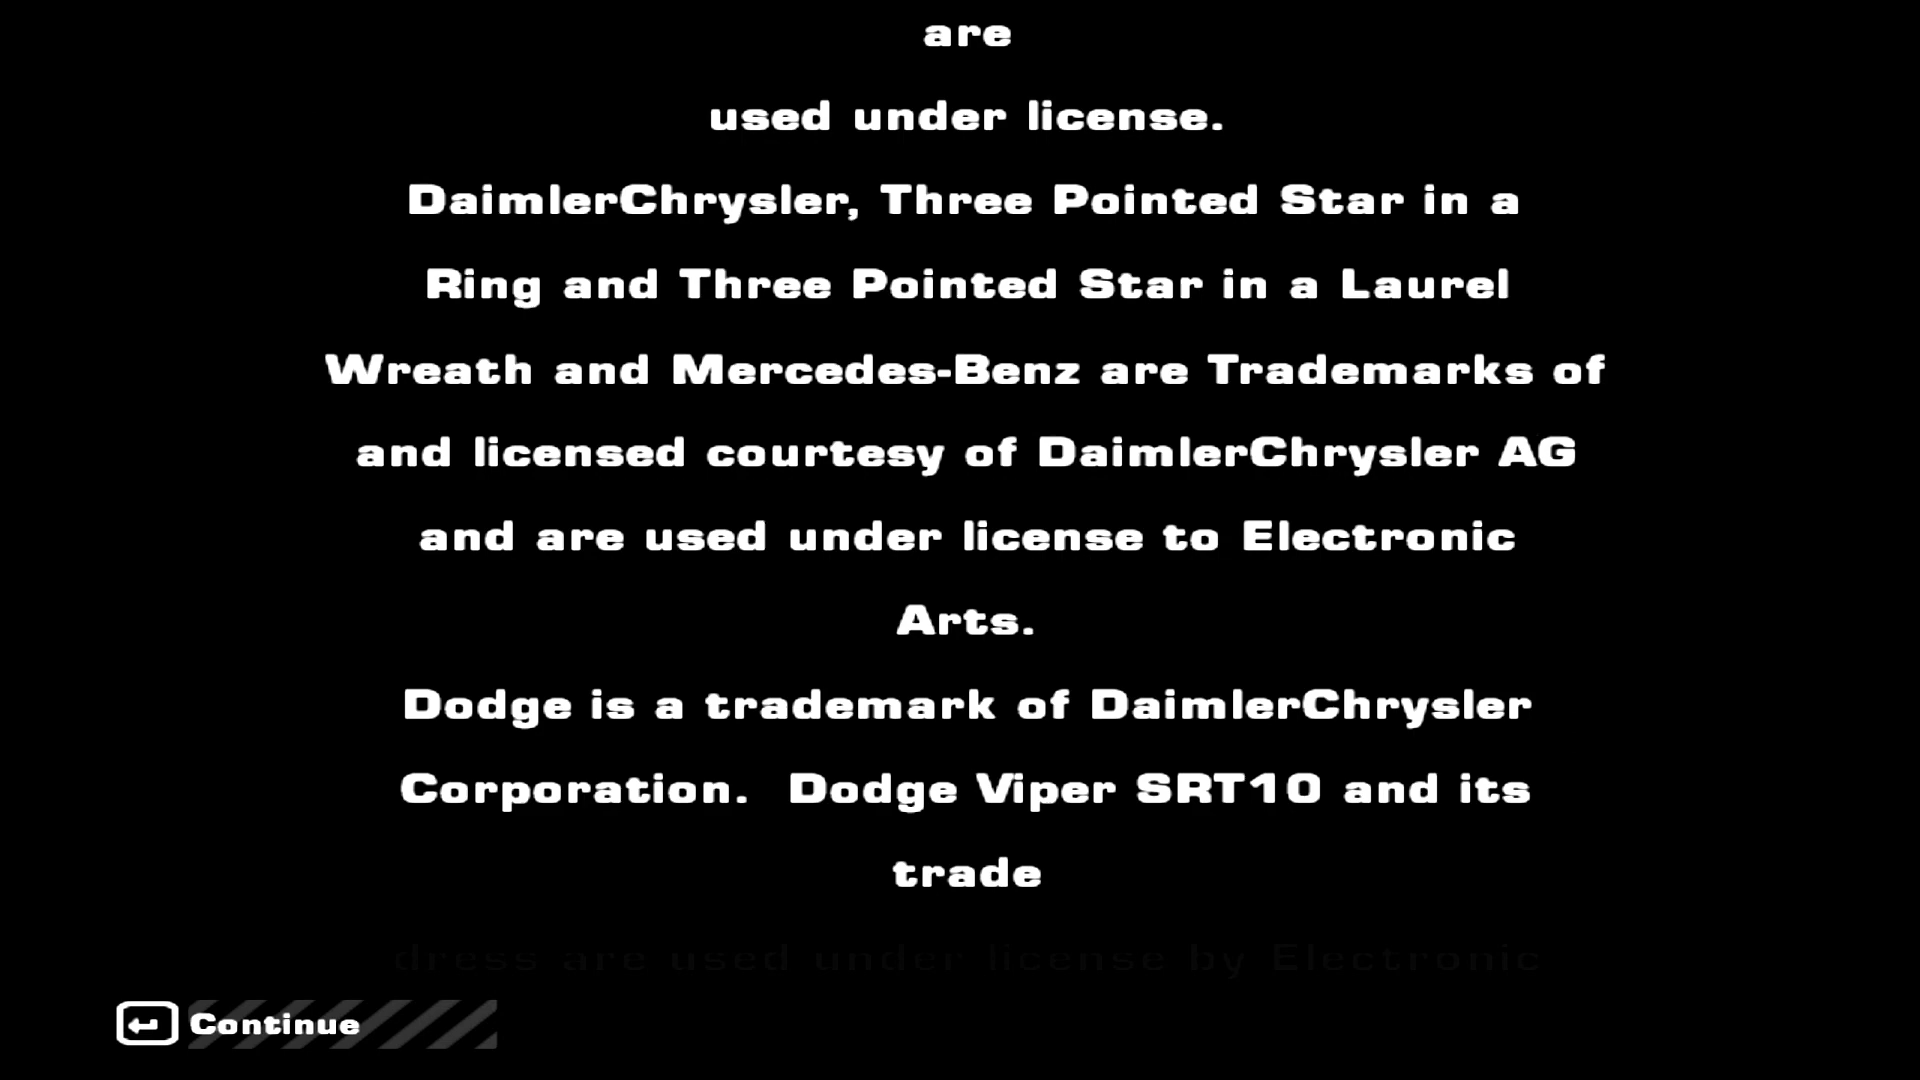 are
used under license.
DaimlerChrysler, Three Pointed Star in a
Ring and Three Pointed Star in a Laurel
Wreath and Mercedes-Benz are Trademarks of
and licensed courtesy of DaimlerChrysler AG
and are used under license to Electronic
Arts.
Dodge is a trademark of DaimlerChrysler
Corporation.  Dodge Viper SRT10 and its
trade
dress are used under license by Electronic
Continue